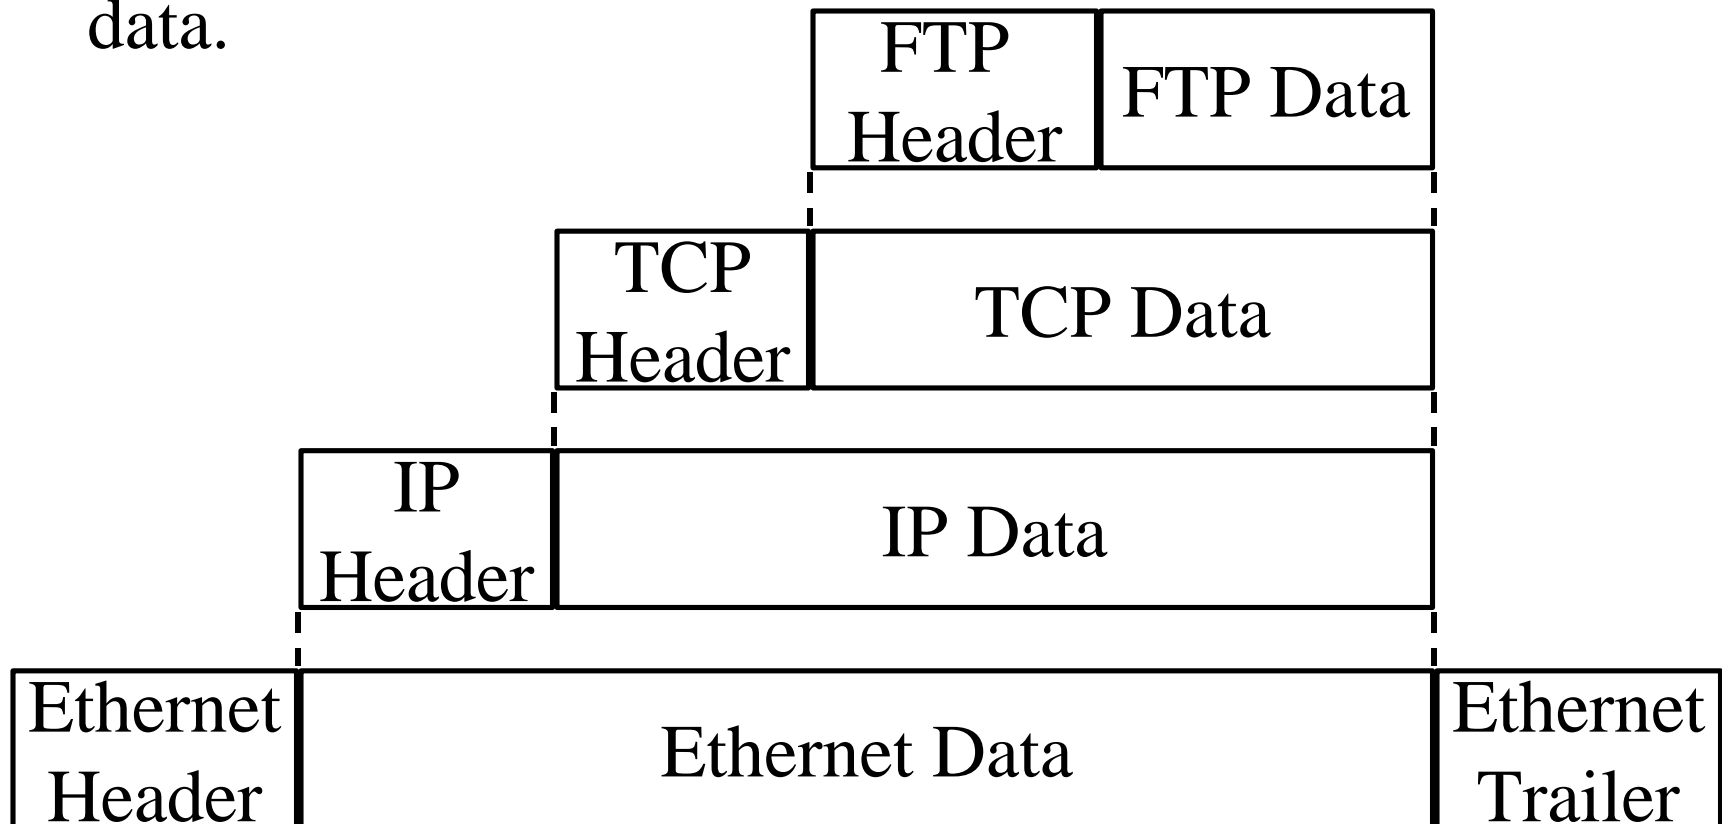 data.
FTP
Header
FTP Data
TCP
Header
TCP Data
IP
Header
IP Data
Ethernet
Header
Ethernet Data
Ethernet
Trailer